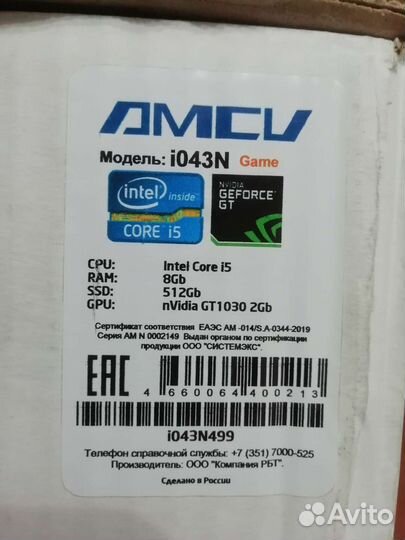 AMCV
Модель: i043N Game
intel inside
CORE i5
NVIDIA
GEFORCE
GT
CPU: Intel Core i5
RAM: 8Gb
SSD: 512Gb
GPU: nVidia GT1030 2Gb
Сертификат соответствия ЕАЭС AM -014/S.A-0344-2019
Серия AM N 0002149 Выдан органом по сертификации
продукции ООО "СИСТЕМЭКС".
EAC
4 660064 400213
i043N499
Телефон справочной службы: +7 (351) 7000-525
Производитель: ООО "Компания РБТ".
Сделано в России
Avito